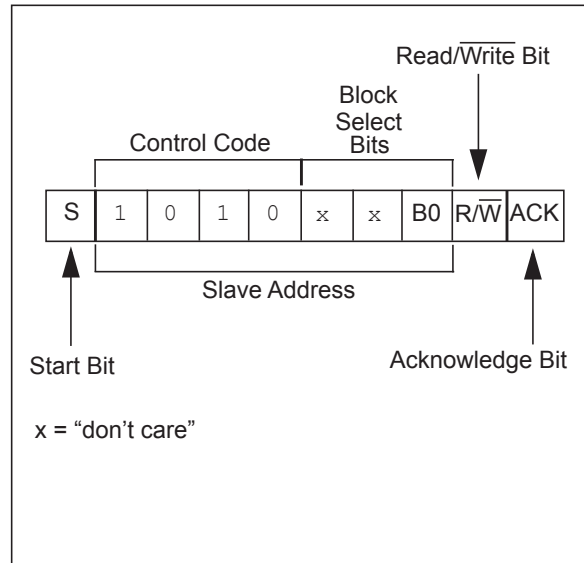 Read/Write Bit
Block
Select
Bits
Control Code
S 1 0 1 0 x x B0 R/W ACK
Slave Address
Start Bit
Acknowledge Bit
x = “don’t care”